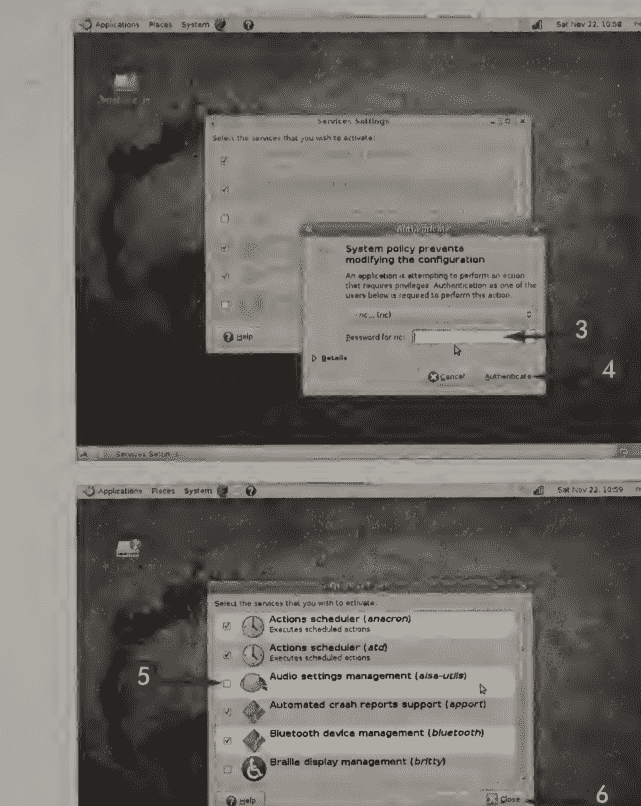 Applications Places System
Sat Nov 22, 10:58
Services Settings
Select the services that you wish to activate:
System policy prevents
modifying the configuration
An application is attempting to perform an action
that requires privileges. Authentication as one of the
users below is required to perform this action.
(nc)
Password for nc:
3
Help
Details
Cancel
Authenticate
4
Services Settin
Applications Places System
Sat Nov 22, 10:59
Select the services that you wish to activate:
Actions scheduler (anacron)
Executes scheduled actions
Actions scheduler (atd)
Executes scheduled actions
5
Audio settings management (alsa-utils)
Automated crash reports support (apport)
Bluetooth device management (bluetooth)
Braille display management (brltty)
Help
Close
6